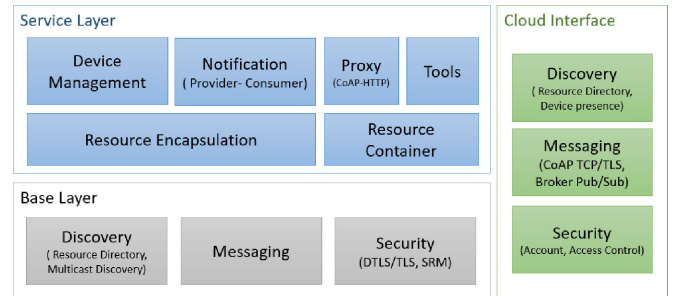 Service Layer
Device
Management
Notification
( Provider- Consumer)
Proxy
(CoAP-HTTP)
Tools
Resource Encapsulation
Resource
Container
Base Layer
Discovery
( Resource Directory,
Multicast Discovery)
Messaging
Security
(DTLS/TLS, SRM)
Cloud Interface
Discovery
( Resource Directory,
Device presence)
Messaging
(CoAP TCP/TLS,
Broker Pub/Sub)
Security
(Account, Access Control)